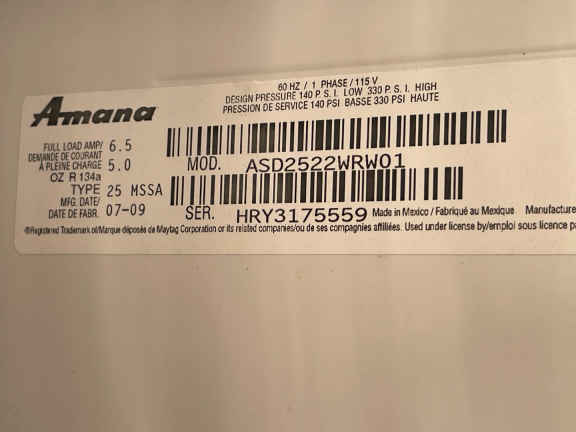 60 HZ / 1 PHASE / 115 V
DESIGN PRESSURE 140 P. S. I. LOW 330 P. S. I. HIGH
PRESSION DE SERVICE 140 PSI BASSE 330 PSI HAUTE
Amana
FULL LOAD AMP/ 6.5
DEMANDE DE COURANT
À PLEINE CHARGE 5.0
OZ R 134a
MOD. ASD2522WRW01
TYPE 25 MSSA
MFG. DATE/
DATE DE FABR. 07-09
SER. HRY3175559 Made in Mexico / Fabriqué au Mexique Manufacture
®Registered Trademark of/Marque déposée de Maytag Corporation or its related companies/ou de ses compagnies affiliées. Used under license by/emploi sous licence pa